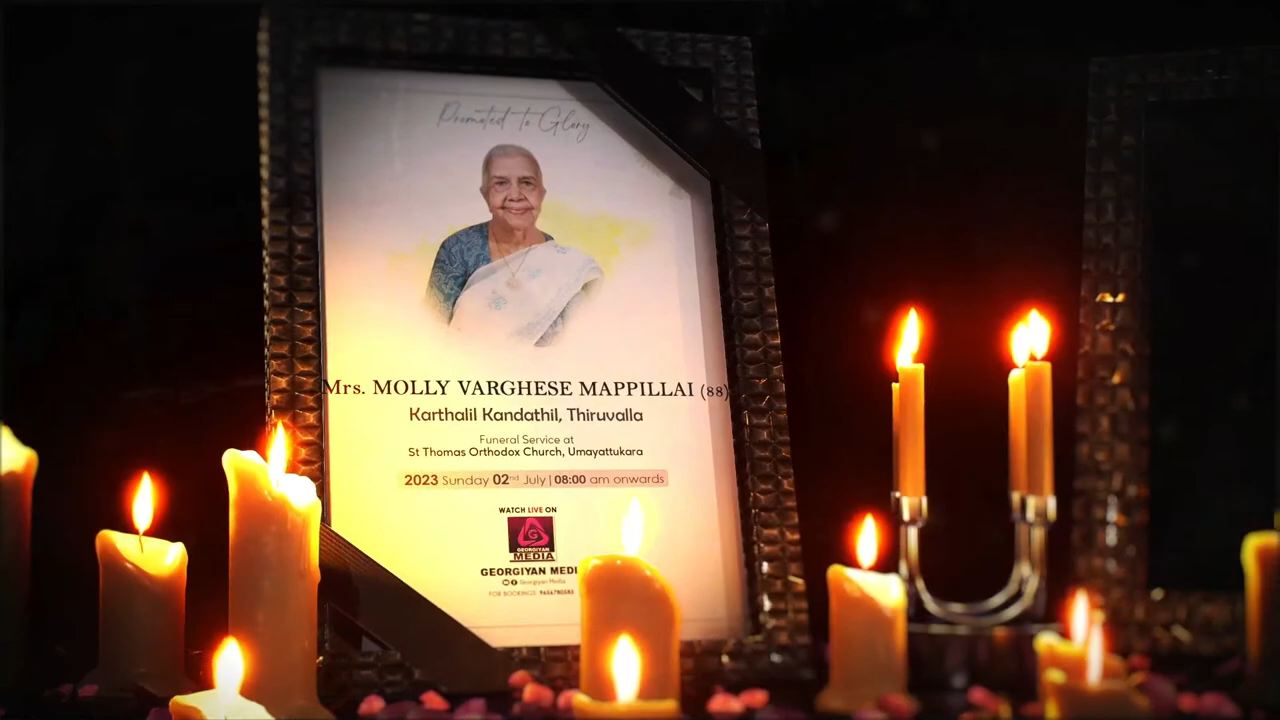 Promoted to Glory
Mrs. MOLLY VARGHESE MAPPILLAI (88)
Karthalil Kandathil, Thiruvalla
Funeral Service at
St Thomas Orthodox Church, Umayattukara
2023 Sunday 02nd July | 08:00 am onwards
WATCH LIVE ON
G
GEORGIYAN
MEDIA
GEORGIYAN MEDI
Georgiyan Media
FOR BOOKINGS: